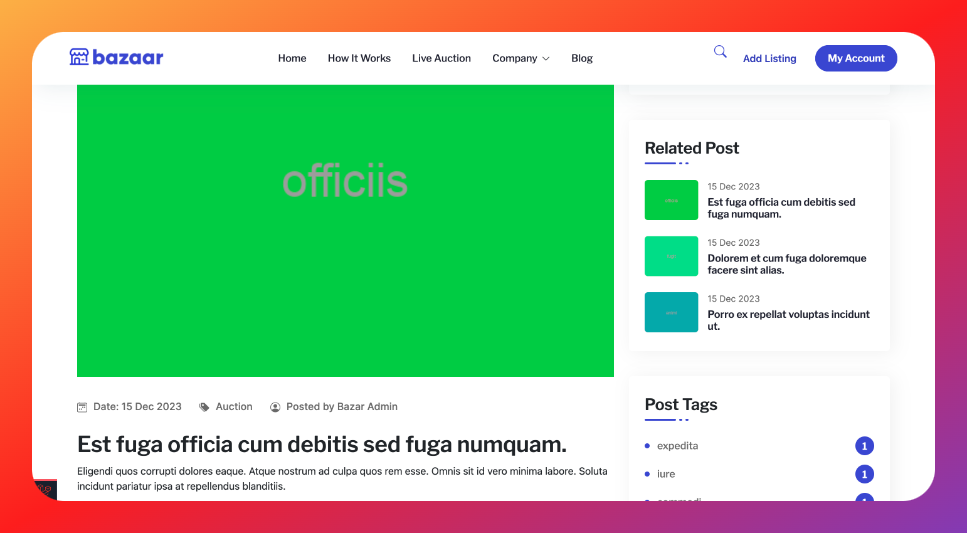 bazaar
Home
How It Works
Live Auction
Company
Blog
Add Listing
My Account
officiis
Date: 15 Dec 2023
Auction
Posted by Bazar Admin
Est fuga officia cum debitis sed fuga numquam.
Eligendi quos corrupti dolores eaque. Atque nostrum ad culpa quos rem esse. Omnis sit id vero minima labore. Soluta
incidunt pariatur ipsa at repellendus blanditiis.
Related Post
15 Dec 2023
Est fuga officia cum debitis sed
fuga numquam.
15 Dec 2023
Dolorem et cum fuga doloremque
facere sint alias.
15 Dec 2023
Porro ex repellat voluptas incidunt
ut.
Post Tags
expedita 1
iure 1